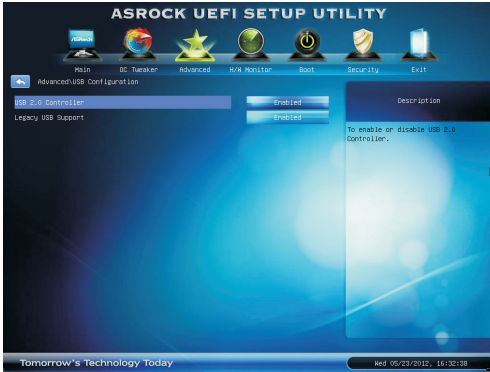 ASROCK UEFI SETUP UTILITY
ASRock
Main OC Tweaker Advanced H/W Monitor Boot Security Exit
Advanced\USB Configuration
USB 2.0 Controller Enabled
Legacy USB Support Enabled
Description
To enable or disable USB 2.0
Controller.
Tomorrow's Technology Today
Wed 05/23/2012, 16:32:38